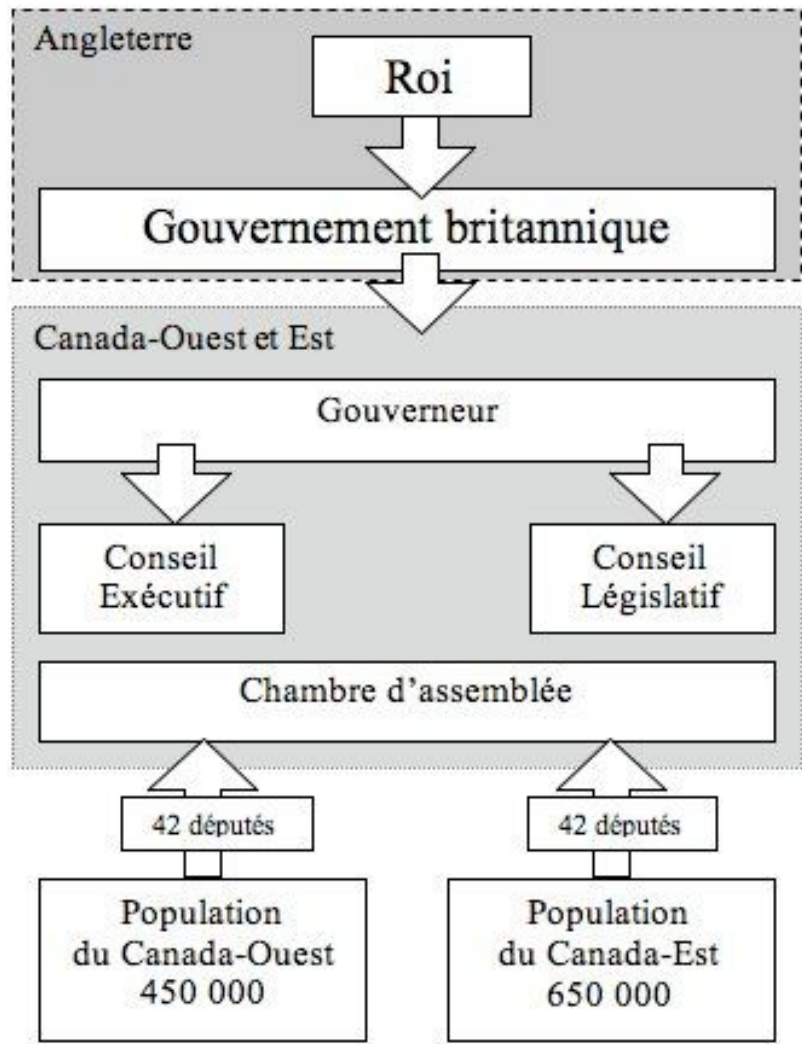 Angleterre
Roi
Gouvernement britannique
Canada-Ouest et Est
Gouverneur
Conseil
Exécutif
Conseil
Législatif
Chambre d'assemblée
42 députés
42 députés
Population
du Canada-Ouest
450 000
Population
du Canada-Est
650 000